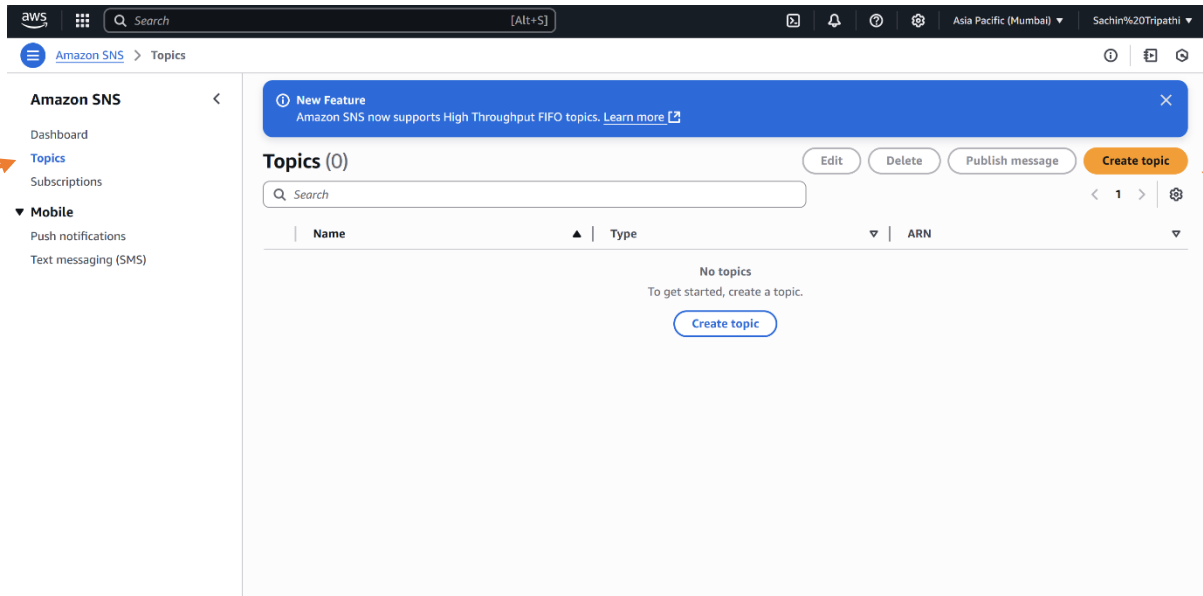 aws Search [Alt+S] Asia Pacific (Mumbai) Sachin%20Tripathi
Amazon SNS > Topics
Amazon SNS
Dashboard
Topics
Subscriptions
Mobile
Push notifications
Text messaging (SMS)
New Feature
Amazon SNS now supports High Throughput FIFO topics. Learn more
Topics (0) Edit Delete Publish message Create topic
Search 1
Name Type ARN
No topics
To get started, create a topic.
Create topic